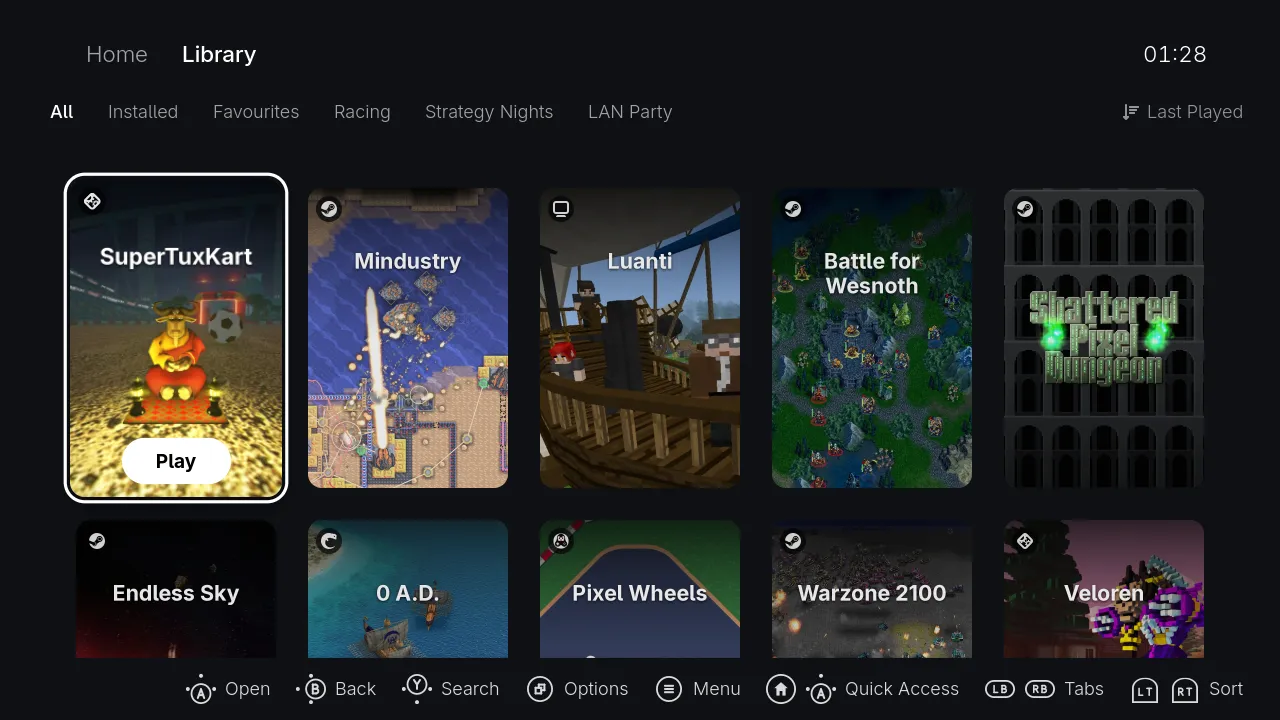 Home Library 01:28
All Installed Favourites Racing Strategy Nights LAN Party Last Played
SuperTuxKart
Play
Mindustry
Luanti
Battle for
Wesnoth
Shattered
Pixel
Dungeon
Endless Sky
0 A.D.
Pixel Wheels
Warzone 2100
Veloren
A Open B Back Y Search Options Menu A Quick Access LB RB Tabs LT RT Sort